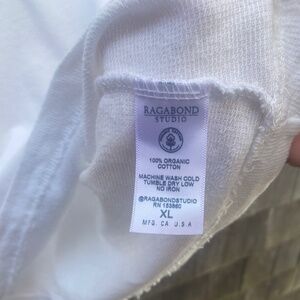 RAGABOND
STUDIO
100% ORGANIC
COTTON
MACHINE WASH COLD
TUMBLE DRY LOW
NO IRON
@RAGABONDSTUDIO
RN 153860
XL
MFG. CA. U.S.A